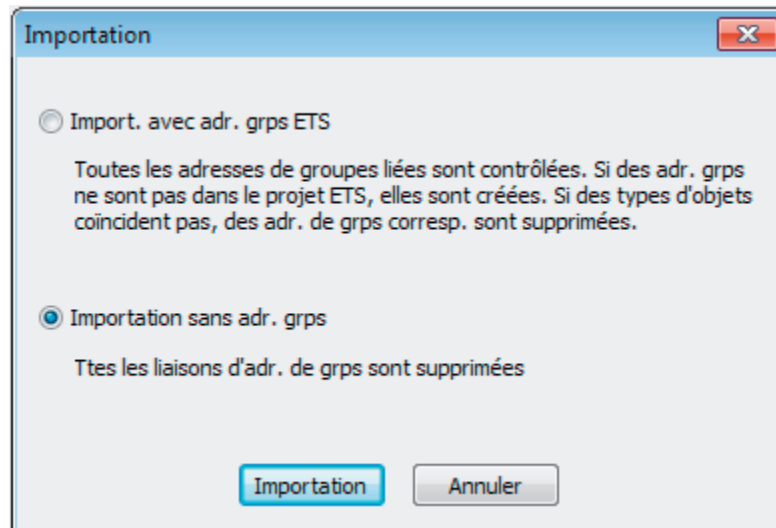 Importation
Import. avec adr. grps ETS
Toutes les adresses de groupes liées sont contrôlées. Si des adr. grps
ne sont pas dans le projet ETS, elles sont créées. Si des types d'objets
coïncident pas, des adr. de grps corresp. sont supprimées.
Importation sans adr. grps
Ttes les liaisons d'adr. de grps sont supprimées
Importation
Annuler